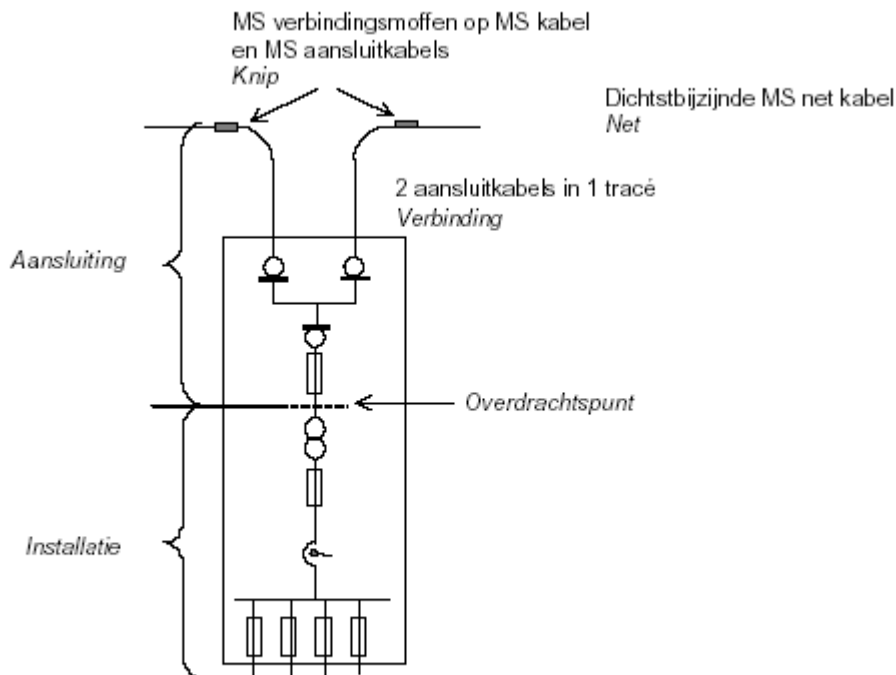 MS verbindingsmoffen op MS kabel
en MS aansluitkabels
Knip
Dichtstbijzijnde MS net kabel
Net
2 aansluitkabels in 1 tracé
Verbinding
Aansluiting
Overdrachtspunt
Installatie